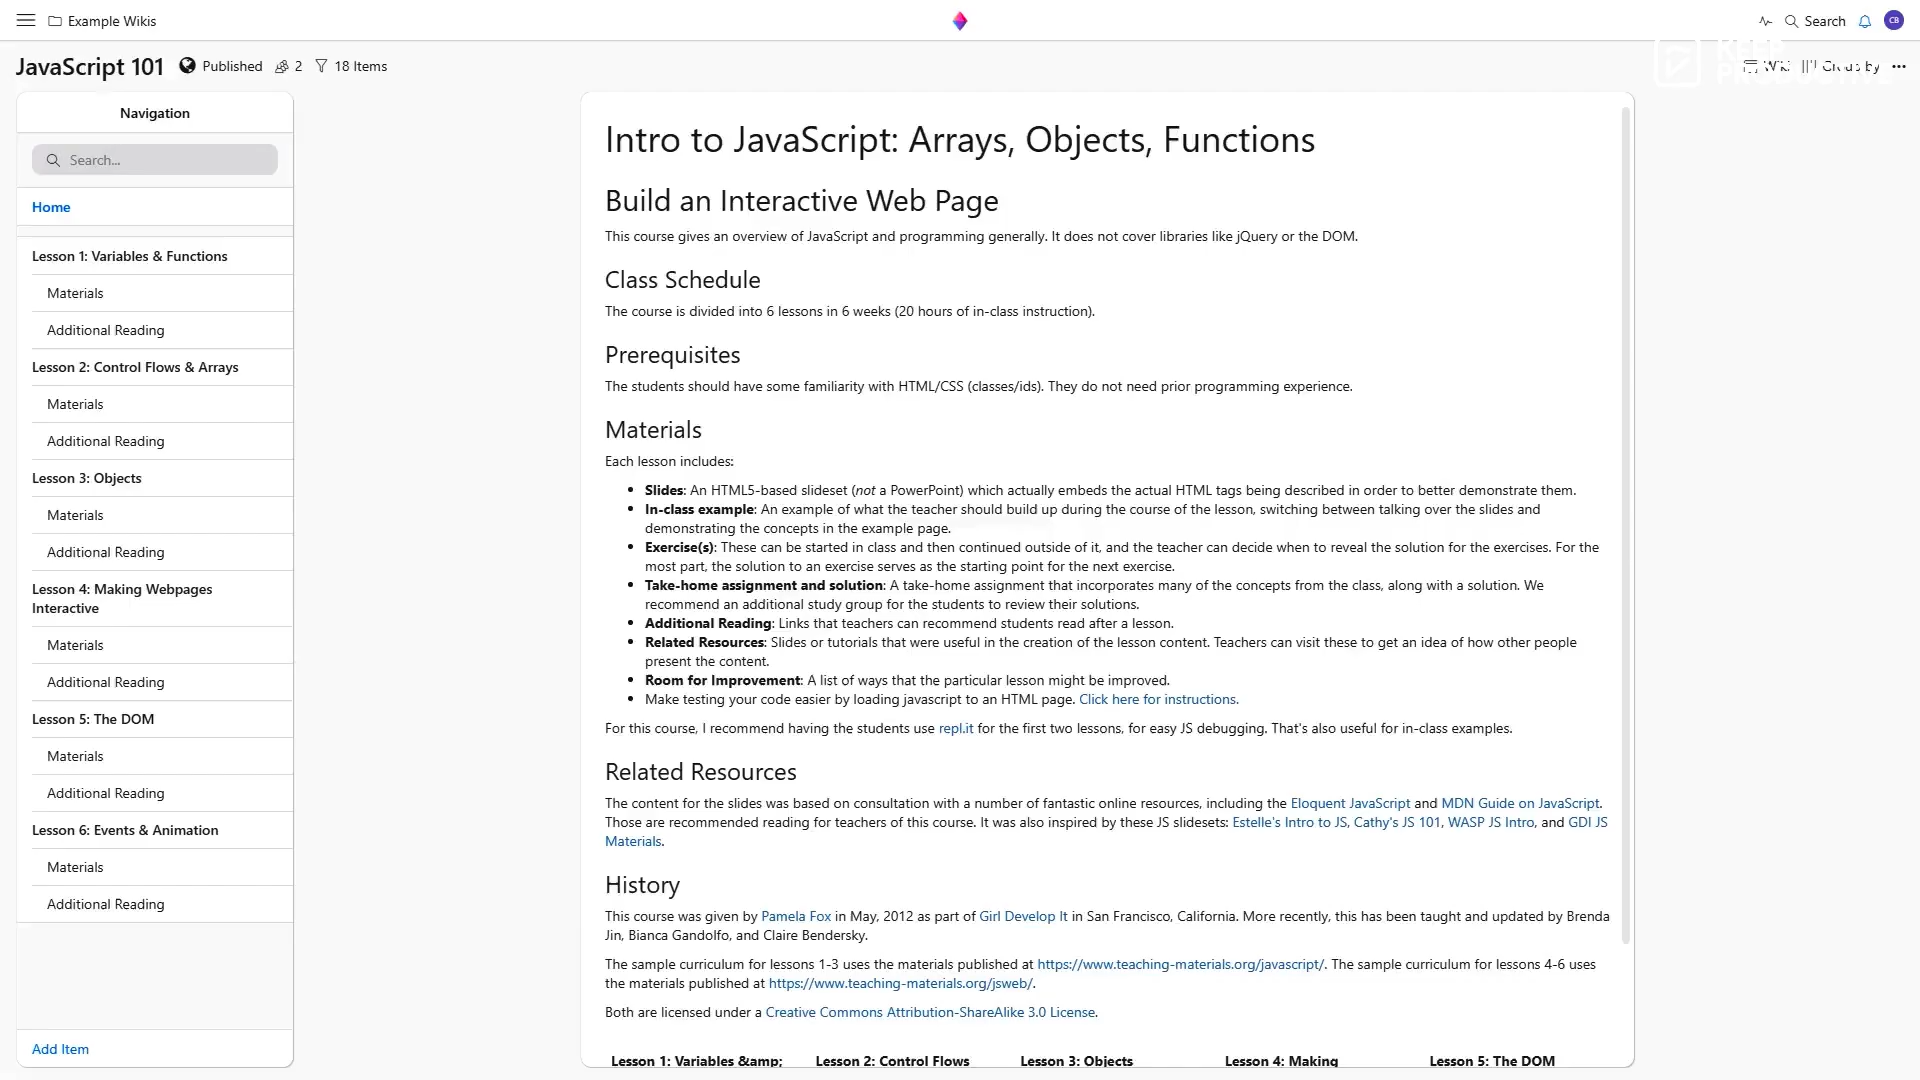 Example Wikis
Search
CB
JavaScript 101
Published
2
18 Items
Wiki
Group by
Navigation
Search...
Home
Lesson 1: Variables & Functions
Materials
Additional Reading
Lesson 2: Control Flows & Arrays
Materials
Additional Reading
Lesson 3: Objects
Materials
Additional Reading
Lesson 4: Making Webpages
Interactive
Materials
Additional Reading
Lesson 5: The DOM
Materials
Additional Reading
Lesson 6: Events & Animation
Materials
Additional Reading
Add Item
Intro to JavaScript: Arrays, Objects, Functions
Build an Interactive Web Page
This course gives an overview of JavaScript and programming generally. It does not cover libraries like jQuery or the DOM.
Class Schedule
The course is divided into 6 lessons in 6 weeks (20 hours of in-class instruction).
Prerequisites
The students should have some familiarity with HTML/CSS (classes/ids). They do not need prior programming experience.
Materials
Each lesson includes:
Slides: An HTML5-based slideset (not a PowerPoint) which actually embeds the actual HTML tags being described in order to better demonstrate them.
In-class example: An example of what the teacher should build up during the course of the lesson, switching between talking over the slides and
demonstrating the concepts in the example page.
Exercise(s): These can be started in class and then continued outside of it, and the teacher can decide when to reveal the solution for the exercises. For the
most part, the solution to an exercise serves as the starting point for the next exercise.
Take-home assignment and solution: A take-home assignment that incorporates many of the concepts from the class, along with a solution. We
recommend an additional study group for the students to review their solutions.
Additional Reading: Links that teachers can recommend students read after a lesson.
Related Resources: Slides or tutorials that were useful in the creation of the lesson content. Teachers can visit these to get an idea of how other people
present the content.
Room for Improvement: A list of ways that the particular lesson might be improved.
Make testing your code easier by loading javascript to an HTML page. Click here for instructions.
For this course, I recommend having the students use repl.it for the first two lessons, for easy JS debugging. That's also useful for in-class examples.
Related Resources
The content for the slides was based on consultation with a number of fantastic online resources, including the Eloquent JavaScript and MDN Guide on JavaScript.
Those are recommended reading for teachers of this course. It was also inspired by these JS slidesets: Estelle's Intro to JS, Cathy's JS 101, WASP JS Intro, and GDI JS
Materials.
History
This course was given by Pamela Fox in May, 2012 as part of Girl Develop It in San Francisco, California. More recently, this has been taught and updated by Brenda
Jin, Bianca Gandolfo, and Claire Bendersky.
The sample curriculum for lessons 1-3 uses the materials published at https://www.teaching-materials.org/javascript/. The sample curriculum for lessons 4-6 uses
the materials published at https://www.teaching-materials.org/jsweb/.
Both are licensed under a Creative Commons Attribution-ShareAlike 3.0 License.
Lesson 1: Variables &amp; Lesson 2: Control Flows Lesson 3: Objects Lesson 4: Making Lesson 5: The DOM